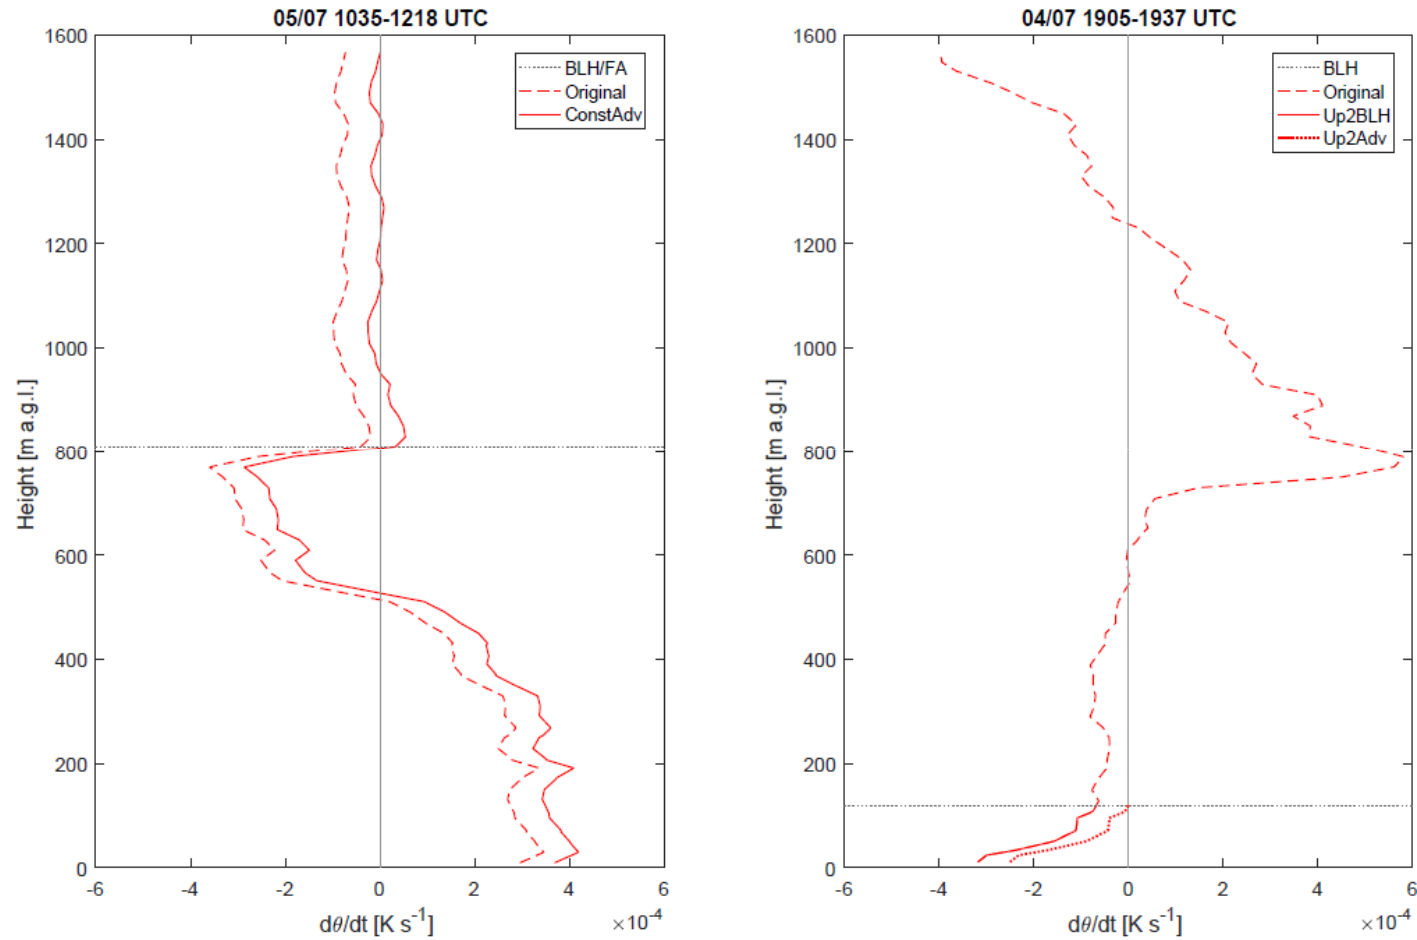 05/07 1035-1218 UTC
1600
1400
1200
1000
800
600
400
200
0
Height [m a.g.l.]
BLH/FA
Original
ConstAdv
-6
-4
-2
0
2
4
6
×10⁻⁴
dθ/dt [K s⁻¹]
04/07 1905-1937 UTC
1600
1400
1200
1000
800
600
400
200
0
Height [m a.g.l.]
BLH
Original
Up2BLH
Up2Adv
-6
-4
-2
0
2
4
6
×10⁻⁴
dθ/dt [K s⁻¹]